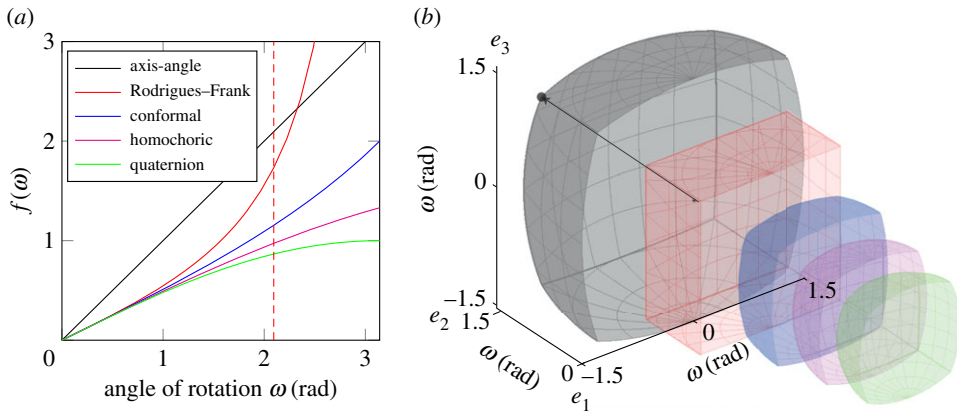 (a)
3
2
1
0
f(ω)
axis-angle
Rodrigues–Frank
conformal
homochoric
quaternion
0 1 2 3
angle of rotation ω (rad)
(b)
e3
1.5
0
−1.5
ω (rad)
e2
1.5
0
ω (rad)
e1
−1.5
0
1.5
ω (rad)